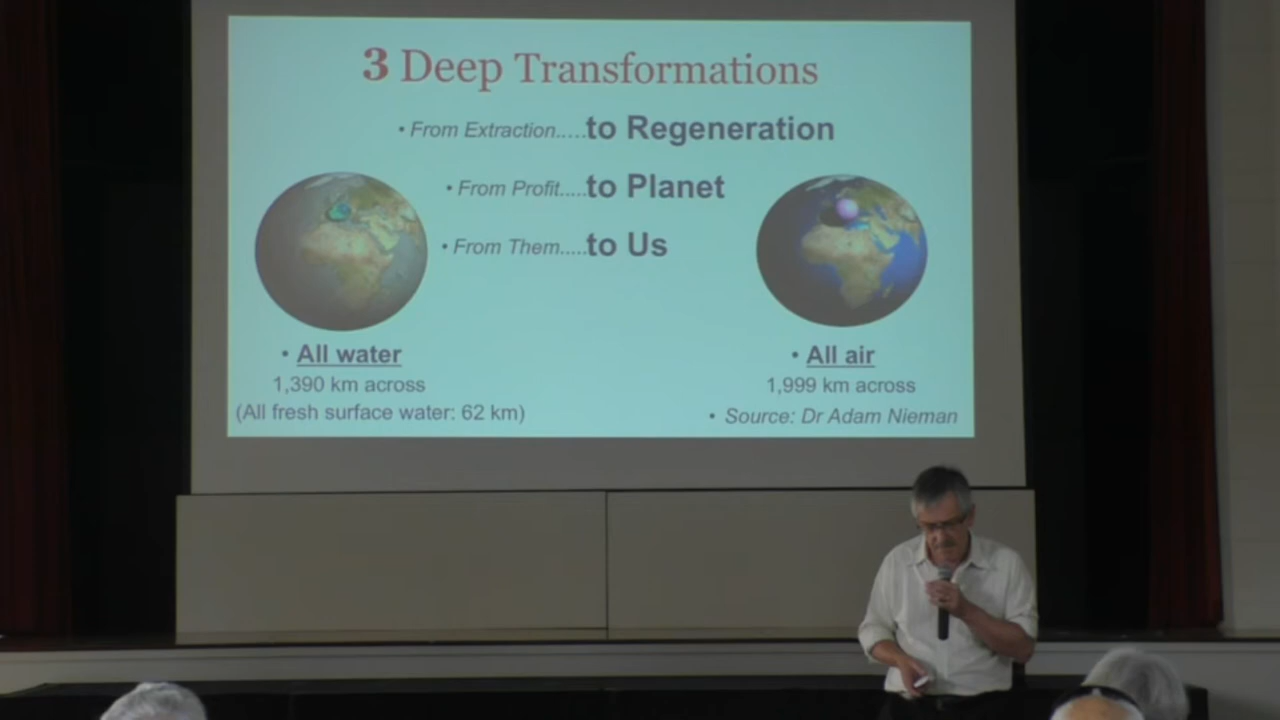 3 Deep Transformations
• From Extraction.....to Regeneration
• From Profit.....to Planet
• From Them.....to Us
• All water
1,390 km across
(All fresh surface water: 62 km)
• All air
1,999 km across
• Source: Dr Adam Nieman